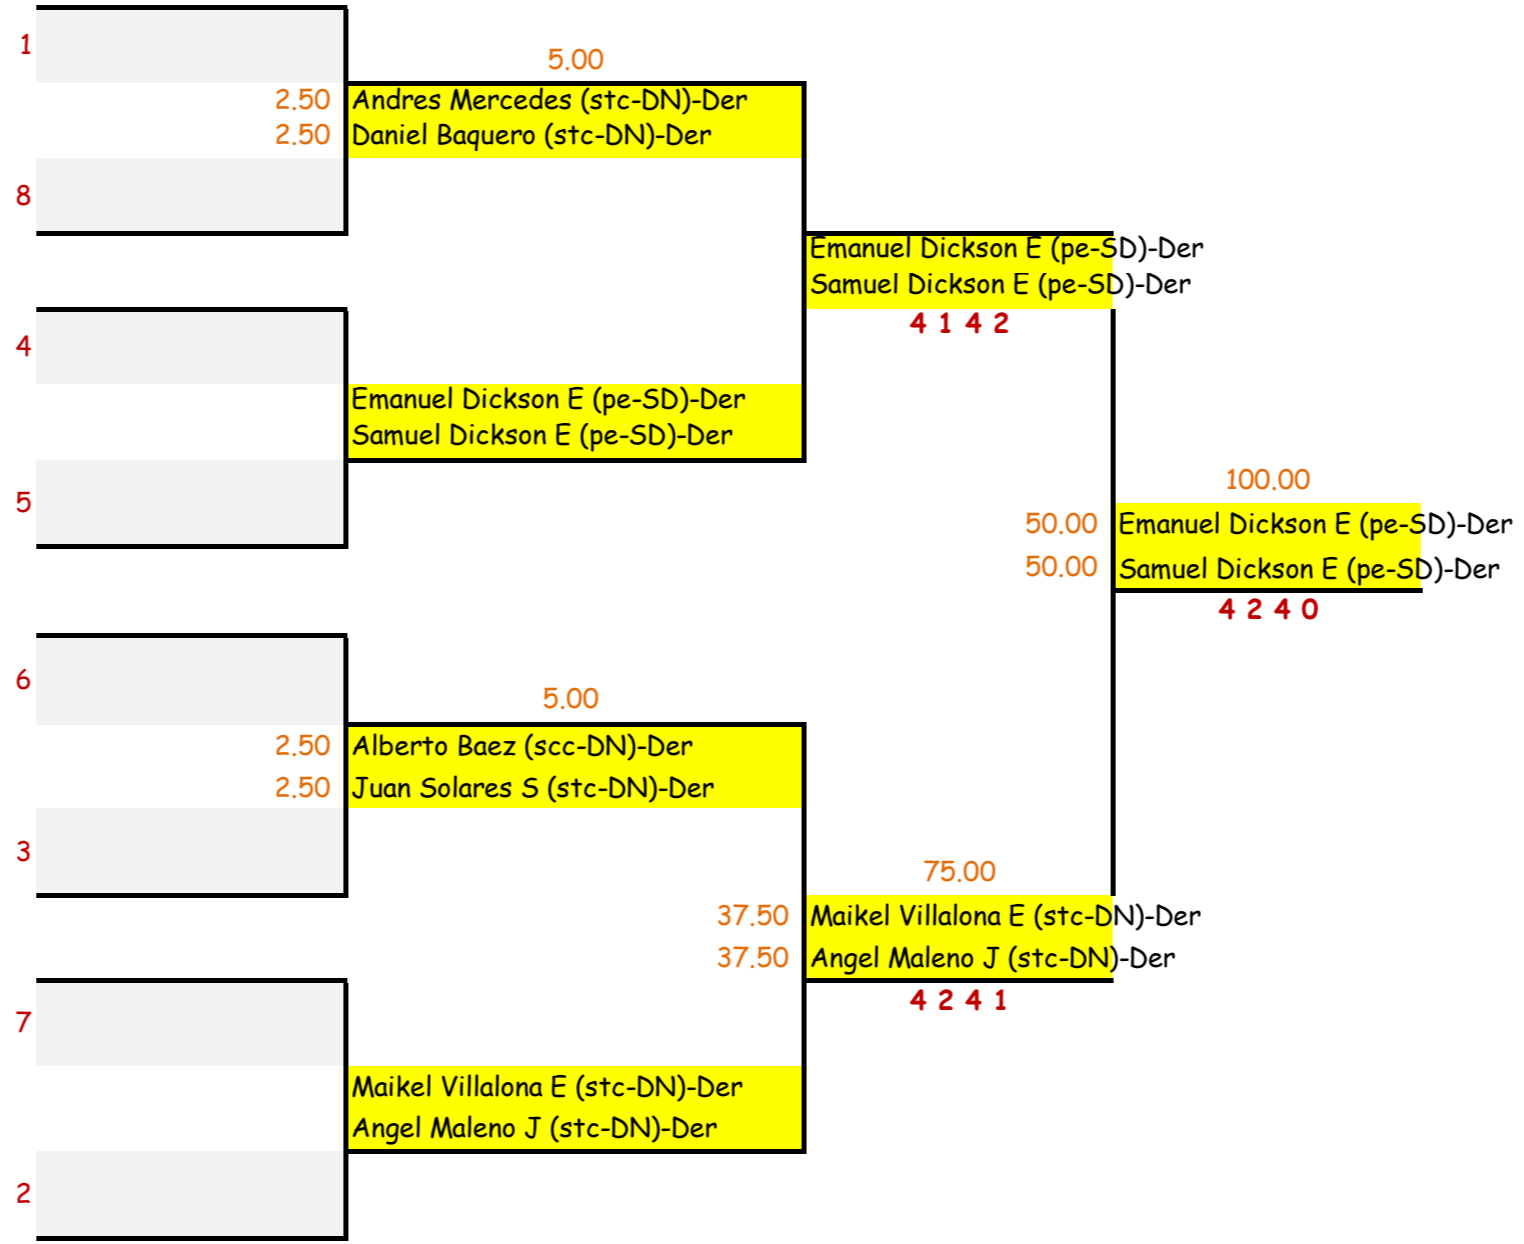 1
5.00
2.50 Andres Mercedes (stc-DN)-Der
2.50 Daniel Baquero (stc-DN)-Der
8
Emanuel Dickson E (pe-SD)-Der
Samuel Dickson E (pe-SD)-Der
4 1 4 2
4
Emanuel Dickson E (pe-SD)-Der
Samuel Dickson E (pe-SD)-Der
5
100.00
50.00 Emanuel Dickson E (pe-SD)-Der
50.00 Samuel Dickson E (pe-SD)-Der
4 2 4 0
6
5.00
2.50 Alberto Baez (scc-DN)-Der
2.50 Juan Solares S (stc-DN)-Der
3
75.00
37.50 Maikel Villalona E (stc-DN)-Der
37.50 Angel Maleno J (stc-DN)-Der
4 2 4 1
7
Maikel Villalona E (stc-DN)-Der
Angel Maleno J (stc-DN)-Der
2